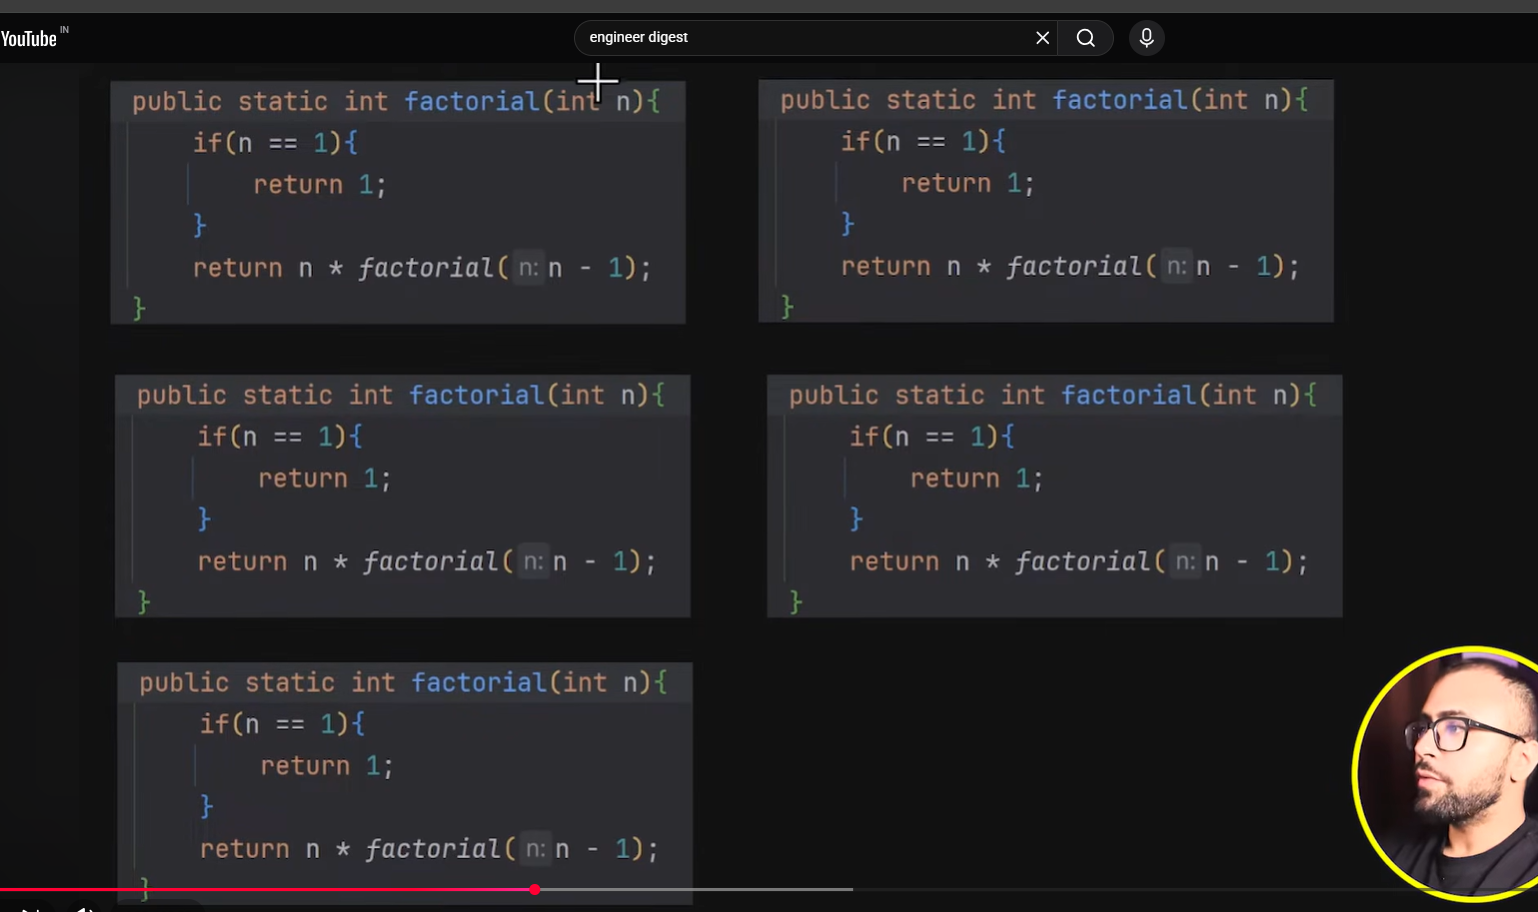 YouTube IN
engineer digest
public static int factorial(int n){
if(n == 1){
return 1;
}
return n * factorial( n: n - 1);
}
public static int factorial(int n){
if(n == 1){
return 1;
}
return n * factorial( n: n - 1);
}
public static int factorial(int n){
if(n == 1){
return 1;
}
return n * factorial( n: n - 1);
}
public static int factorial(int n){
if(n == 1){
return 1;
}
return n * factorial( n: n - 1);
}
public static int factorial(int n){
if(n == 1){
return 1;
}
return n * factorial( n: n - 1);
}